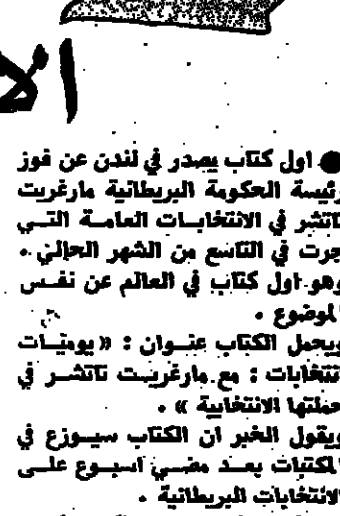 الا
اول كتاب يصدر في لندن عن فوز
رئيسة الحكومة البريطانية مارغريت
تاتشر في الانتخابات العامة التي
جرت في التاسع من الشهر الحالي .
وهو اول كتاب في العالم عن نفس
الموضوع .
ويحمل الكتاب عنوان : « يوميات
انتخابات : مع مارغريت تاتشر في
حملتها الانتخابية » .
ويقول الخبر ان الكتاب سيوزع في
المكتبات بعد مضي اسبوع على
الانتخابات البريطانية .